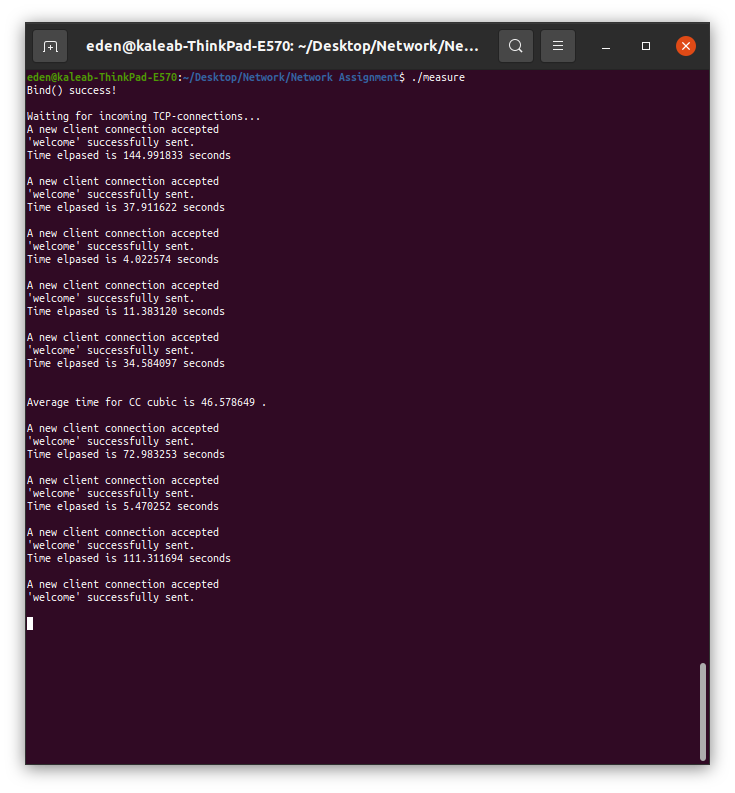 eden@kaleab-ThinkPad-E570: ~/Desktop/Network/Ne...
eden@kaleab-ThinkPad-E570:~/Desktop/Network/Network Assignment$ ./measure
Bind() success!
Waiting for incoming TCP-connections...
A new client connection accepted
'welcome' successfully sent.
Time elpased is 144.991833 seconds
A new client connection accepted
'welcome' successfully sent.
Time elpased is 37.911622 seconds
A new client connection accepted
'welcome' successfully sent.
Time elpased is 4.022574 seconds
A new client connection accepted
'welcome' successfully sent.
Time elpased is 11.383120 seconds
A new client connection accepted
'welcome' successfully sent.
Time elpased is 34.584097 seconds
Average time for CC cubic is 46.578649 .
A new client connection accepted
'welcome' successfully sent.
Time elpased is 72.983253 seconds
A new client connection accepted
'welcome' successfully sent.
Time elpased is 5.470252 seconds
A new client connection accepted
'welcome' successfully sent.
Time elpased is 111.311694 seconds
A new client connection accepted
'welcome' successfully sent.